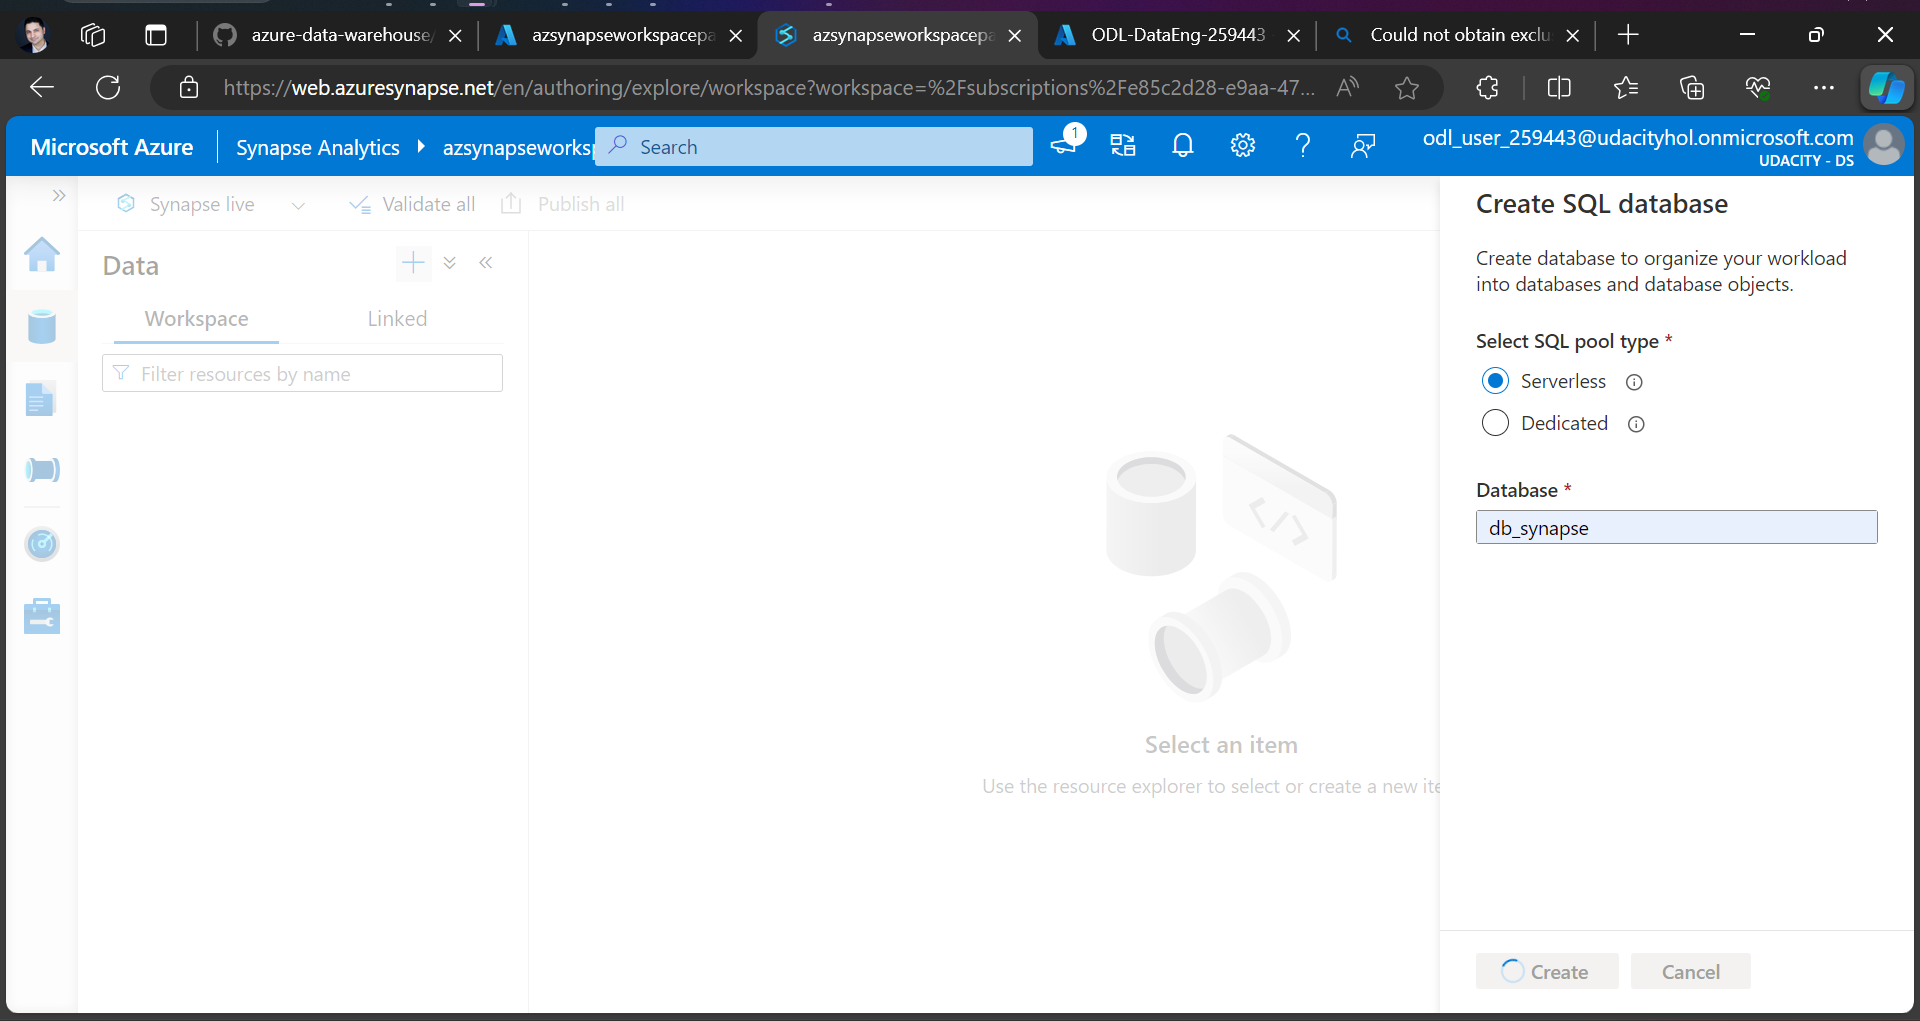 azure-data-warehouse/
azsynapseworkspacepa
azsynapseworkspacepa
ODL-DataEng-259443
Could not obtain exclu
https://web.azuresynapse.net/en/authoring/explore/workspace?workspace=%2Fsubscriptions%2Fe85c2d28-e9aa-47...
Microsoft Azure
Synapse Analytics
azsynapseworksp
Search
1
odl_user_259443@udacityhol.onmicrosoft.com
UDACITY - DS
Synapse live
Validate all
Publish all
Data
Workspace
Linked
Filter resources by name
Select an item
Use the resource explorer to select or create a new ite
Create SQL database
Create database to organize your workload
into databases and database objects.
Select SQL pool type *
Serverless
Dedicated
Database *
db_synapse
Create
Cancel